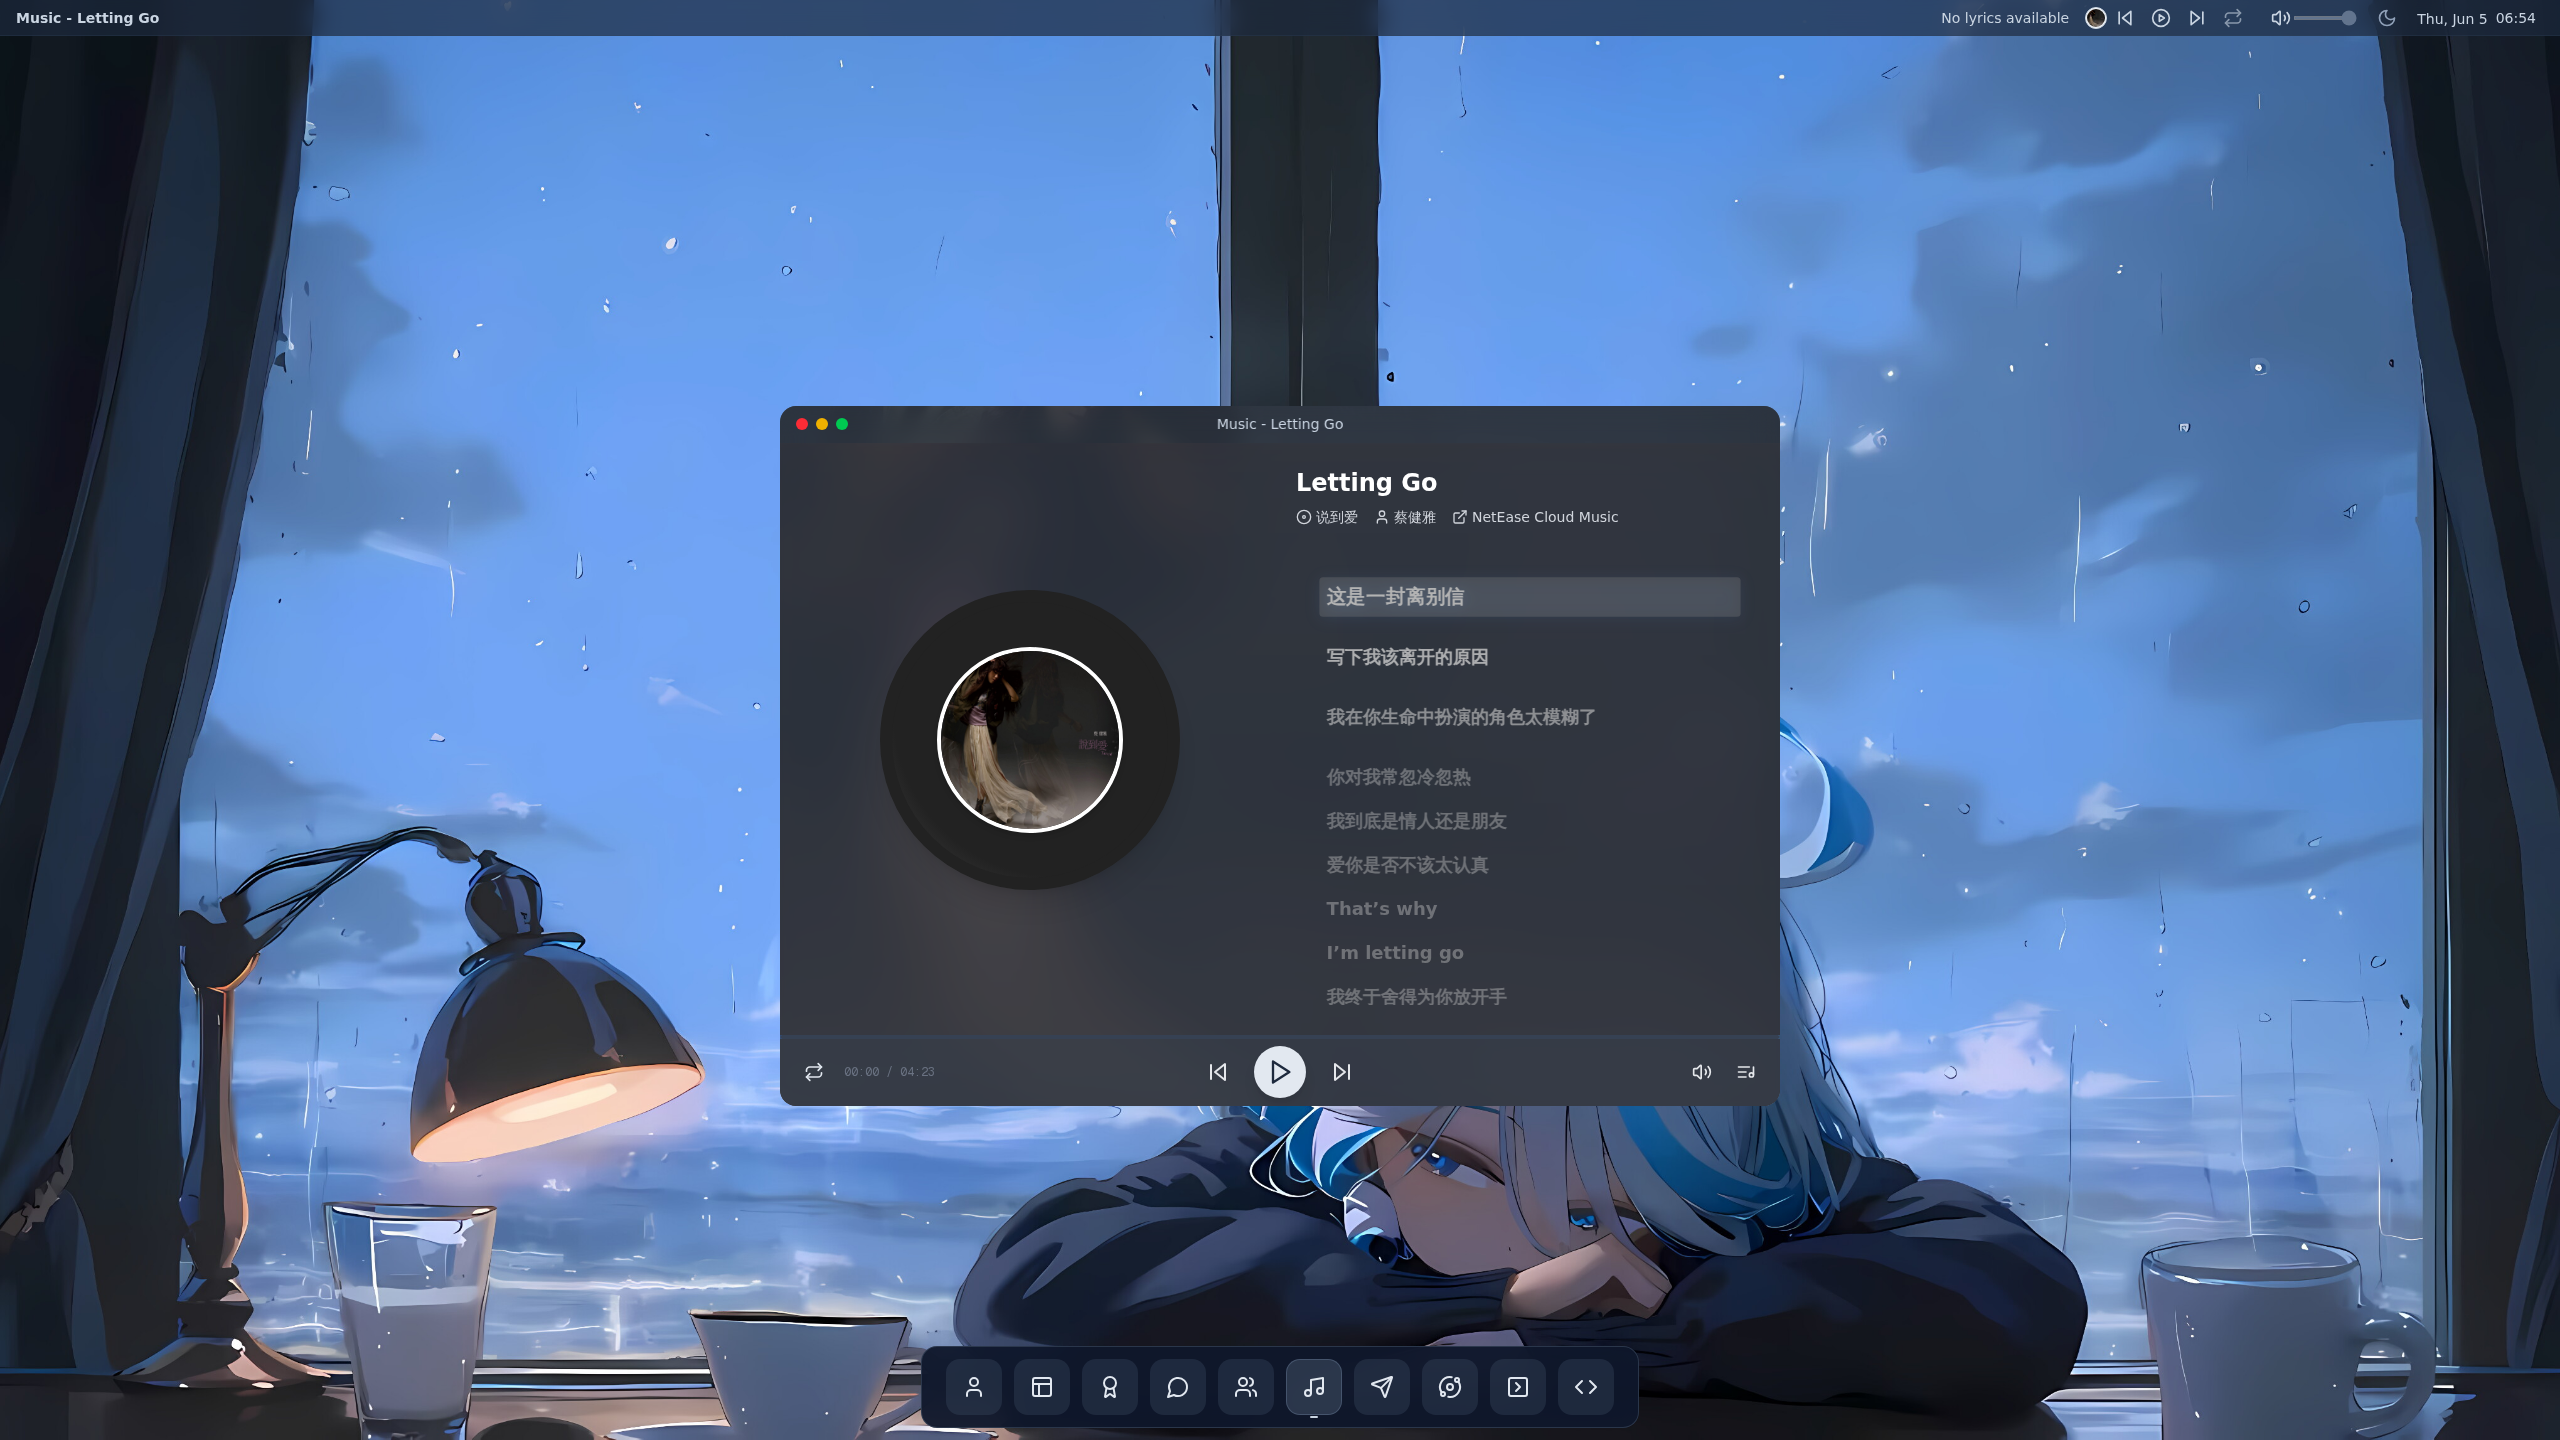 Music - Letting Go
No lyrics available
Thu, Jun 5 06:54
Music - Letting Go
Letting Go
说到爱 蔡健雅 NetEase Cloud Music
这是一封离别信
写下我该离开的原因
我在你生命中扮演的角色太模糊了
你对我常忽冷忽热
我到底是情人还是朋友
爱你是否不该太认真
That’s why
I’m letting go
我终于舍得为你放开手
說到愛
00:00 / 04:23